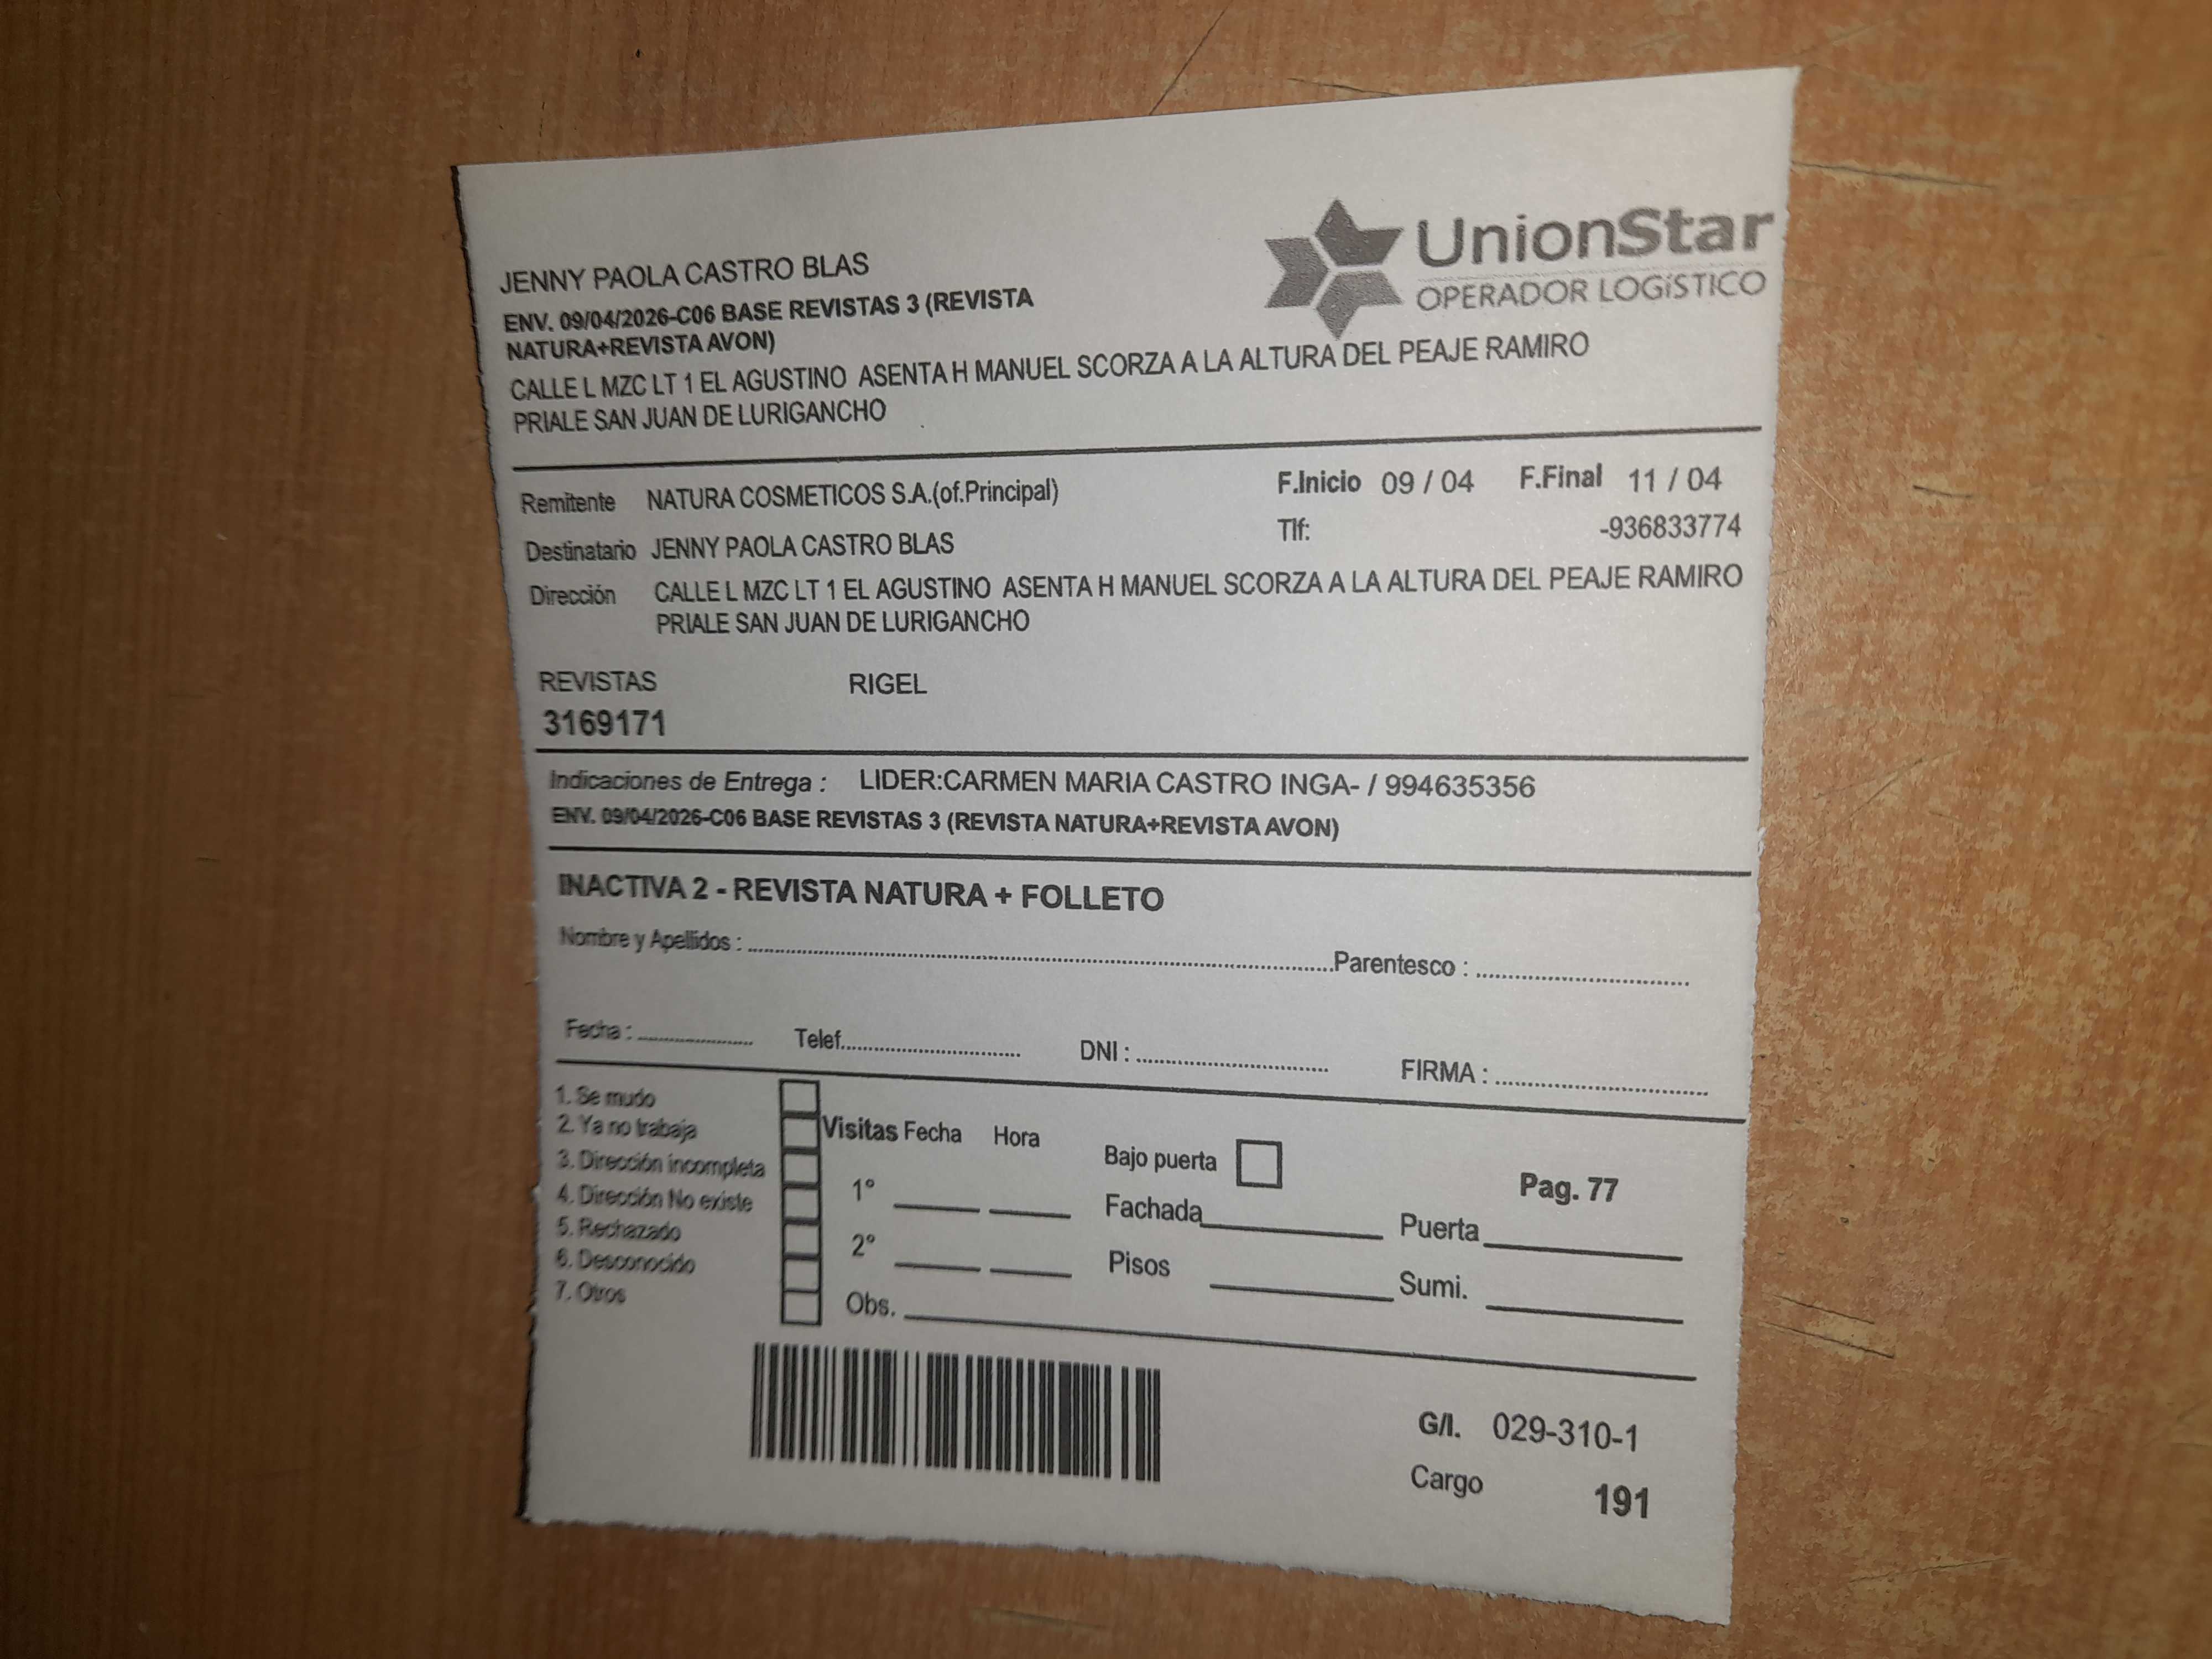 JENNY PAOLA CASTRO BLAS
UnionStar
OPERADOR LOGíSTICO
ENV. 09/04/2026-C06 BASE REVISTAS 3 (REVISTA
NATURA+REVISTA AVON)
CALLE L MZC LT 1 EL AGUSTINO ASENTA H MANUEL SCORZA A LA ALTURA DEL PEAJE RAMIRO
PRIALE SAN JUAN DE LURIGANCHO
Remitente NATURA COSMETICOS S.A.(of.Principal) F.Inicio 09 / 04 F.Final 11 / 04
Destinatario JENNY PAOLA CASTRO BLAS Tlf: -936833774
Dirección CALLE L MZC LT 1 EL AGUSTINO ASENTA H MANUEL SCORZA A LA ALTURA DEL PEAJE RAMIRO
PRIALE SAN JUAN DE LURIGANCHO
REVISTAS RIGEL
3169171
Indicaciones de Entrega : LIDER:CARMEN MARIA CASTRO INGA- / 994635356
ENV. 09/04/2026-C06 BASE REVISTAS 3 (REVISTA NATURA+REVISTA AVON)
INACTIVA 2 - REVISTA NATURA + FOLLETO
Nombre y Apellidos : Parentesco :
Fecha : Telef. DNI : FIRMA :
1. Se mudo
2. Ya no trabaja Visitas Fecha Hora
3. Dirección incompleta Bajo puerta Pag. 77
4. Dirección No existe 1° Fachada Puerta
5. Rechazado
6. Desconocido 2° Pisos Sumi.
7. Otros Obs.
G/I. 029-310-1
Cargo 191